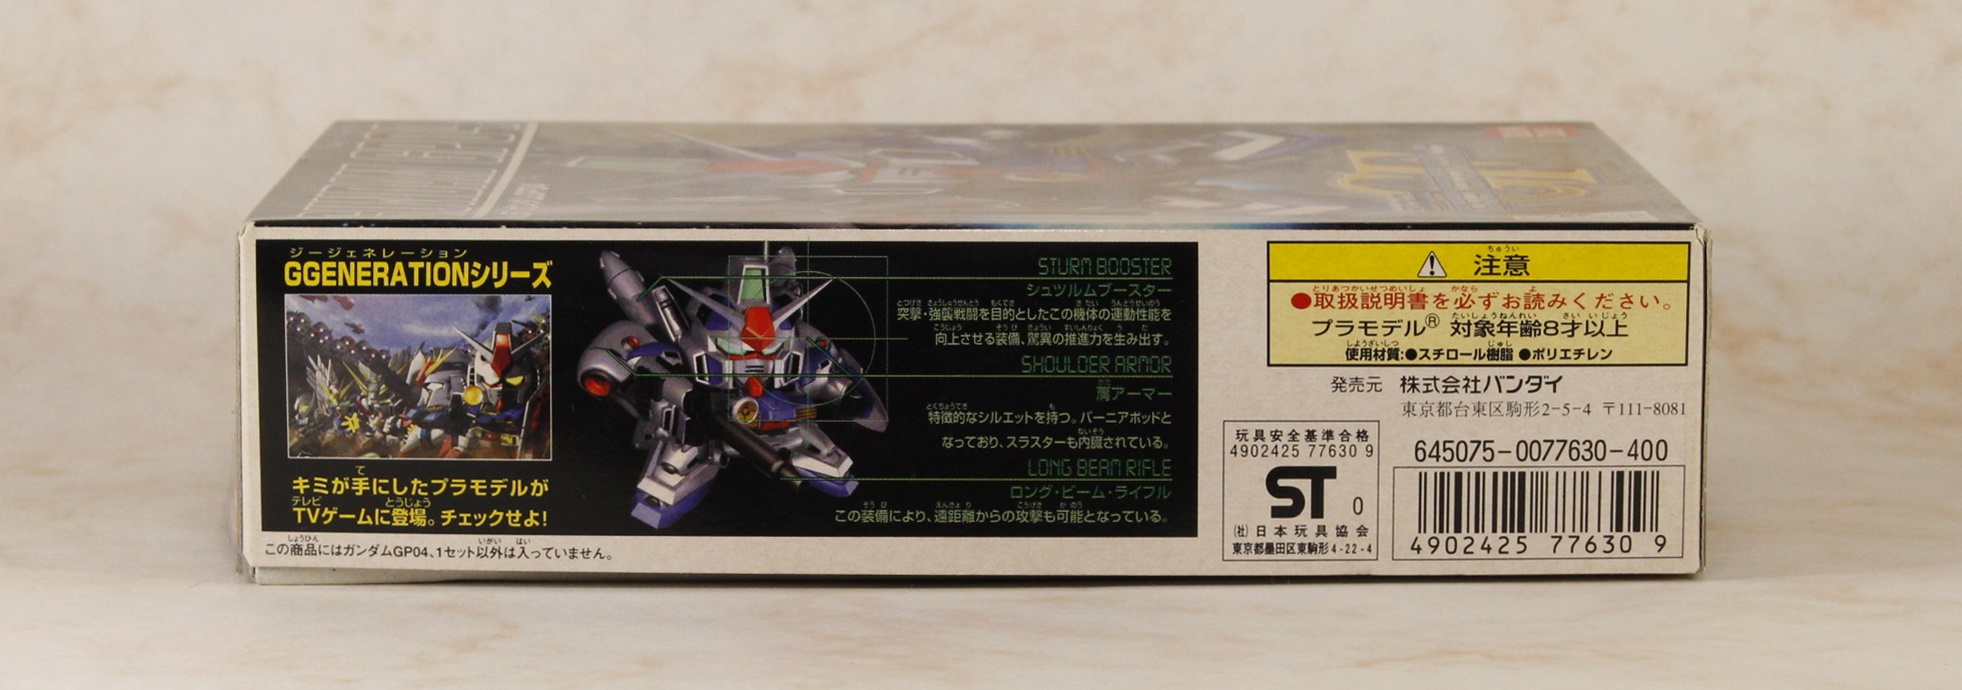 ジージェネレーション
GGENERATIONシリーズ
キミが手にしたプラモデルが
TVゲームに登場。チェックせよ!
この商品にはガンダムGP04、1セット以外は入っていません。
STURM BOOSTER
シュツルムブースター
突撃・強襲戦闘を目的としたこの機体の運動性能を
向上させる装備、驚異の推進力を生み出す。
SHOULDER ARMOR
肩アーマー
特徴的なシルエットを持つ。バーニアポッドと
なっており、スラスターも内臓されている。
LONG BEAM RIFLE
ロング・ビーム・ライフル
この装備により、遠距離からの攻撃も可能となっている。
注意
●取扱説明書を必ずお読みください。
プラモデル® 対象年齢8才以上
使用材質:●スチロール樹脂 ●ポリエチレン
発売元 株式会社バンダイ
東京都台東区駒形2-5-4 〒111-8081
玩具安全基準合格
4902425 77630 9
ST 0
(社)日本玩具協会
東京都墨田区東駒形4-22-4
645075-0077630-400
4902425 77630 9